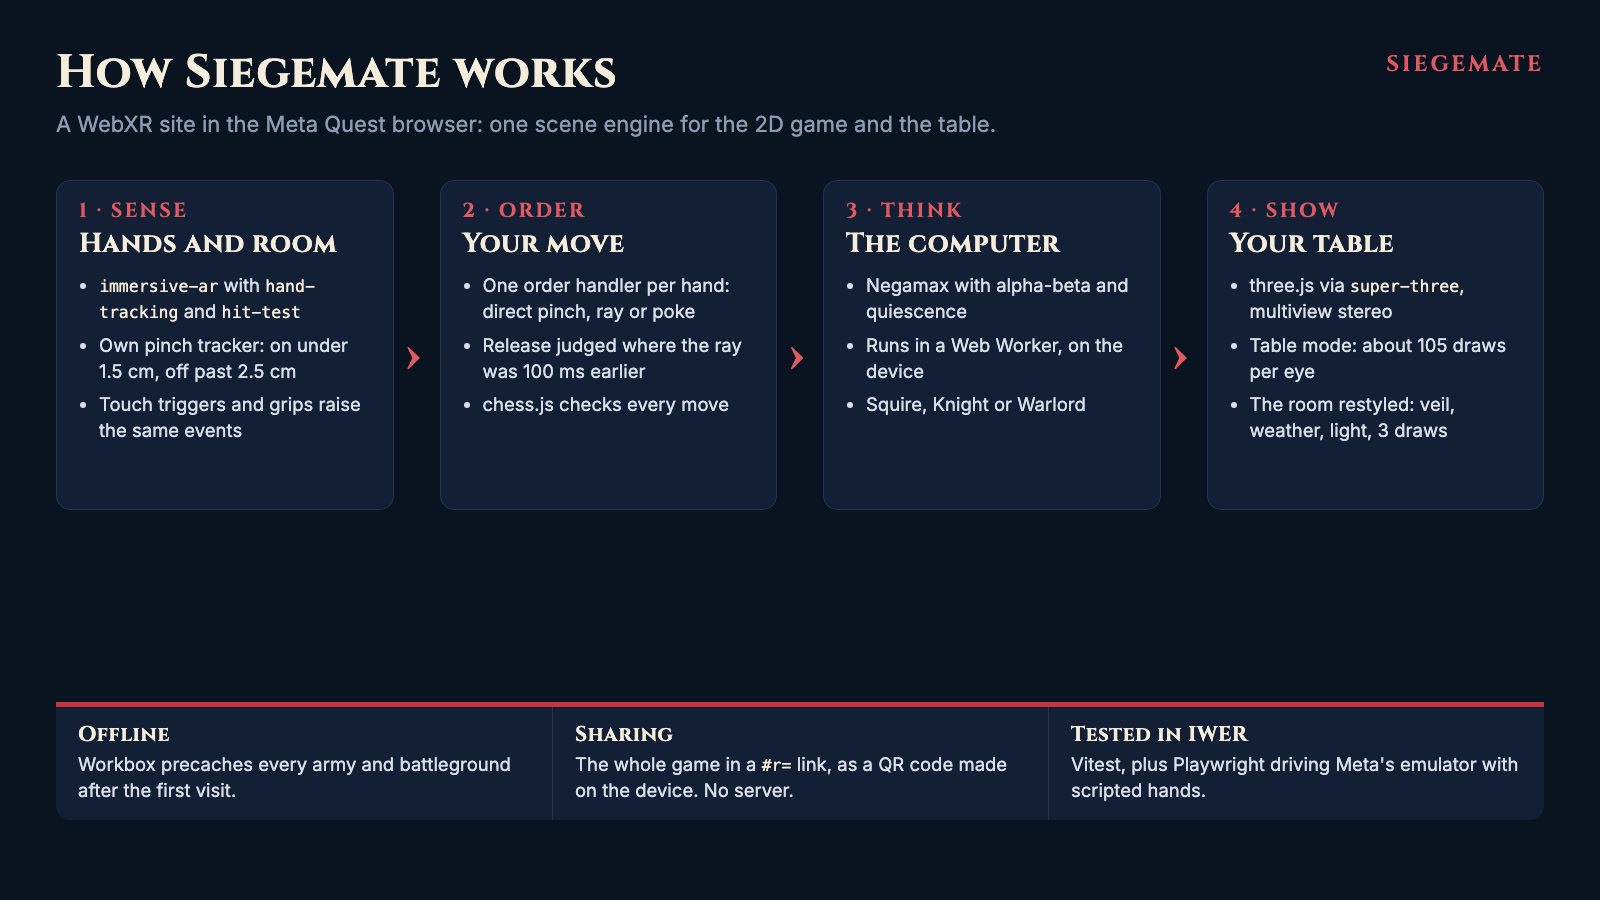 How Siegemate works
SIEGEMATE
A WebXR site in the Meta Quest browser: one scene engine for the 2D game and the table.
1 · SENSE
Hands and room
• immersive-ar with hand-
tracking and hit-test
• Own pinch tracker: on under
1.5 cm, off past 2.5 cm
• Touch triggers and grips raise
the same events
›
2 · ORDER
Your move
• One order handler per hand:
direct pinch, ray or poke
• Release judged where the ray
was 100 ms earlier
• chess.js checks every move
›
3 · THINK
The computer
• Negamax with alpha-beta and
quiescence
• Runs in a Web Worker, on the
device
• Squire, Knight or Warlord
›
4 · SHOW
Your table
• three.js via super-three,
multiview stereo
• Table mode: about 105 draws
per eye
• The room restyled: veil,
weather, light, 3 draws
Offline
Workbox precaches every army and battleground
after the first visit.
Sharing
The whole game in a #r= link, as a QR code made
on the device. No server.
Tested in IWER
Vitest, plus Playwright driving Meta's emulator with
scripted hands.